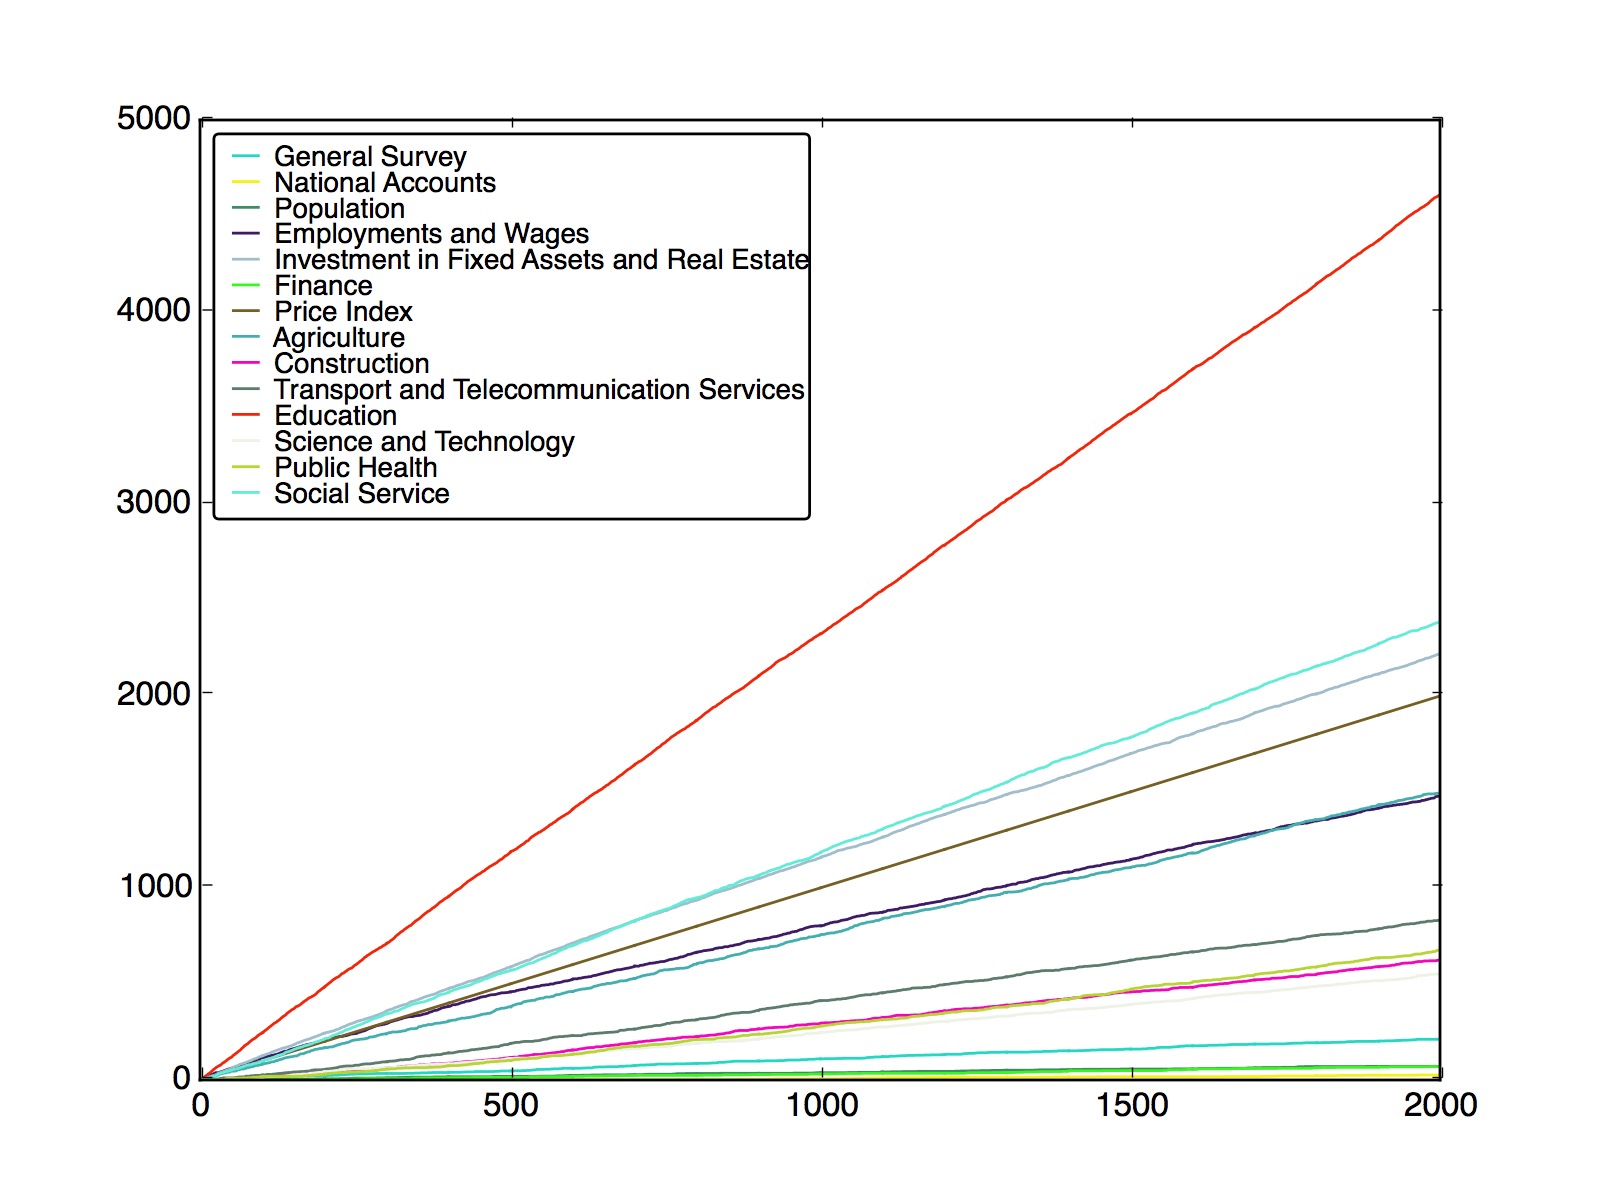 5000
4000
3000
2000
1000
0
General Survey
National Accounts
Population
Employments and Wages
Investment in Fixed Assets and Real Estate
Finance
Price Index
Agriculture
Construction
Transport and Telecommunication Services
Education
Science and Technology
Public Health
Social Service
0 500 1000 1500 2000